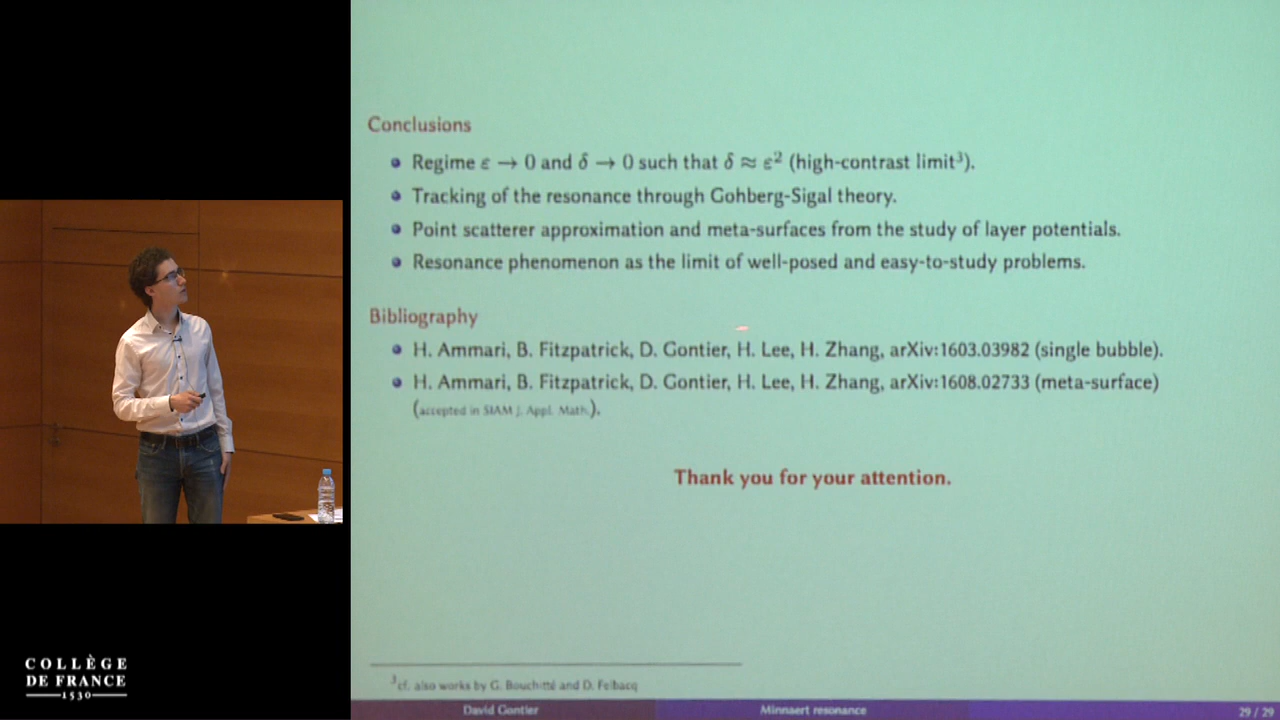 Conclusions
Regime ε → 0 and δ → 0 such that δ ≈ ε² (high-contrast limit³).
Tracking of the resonance through Gohberg-Sigal theory.
Point scatterer approximation and meta-surfaces from the study of layer potentials.
Resonance phenomenon as the limit of well-posed and easy-to-study problems.
Bibliography
H. Ammari, B. Fitzpatrick, D. Gontier, H. Lee, H. Zhang, arXiv:1603.03982 (single bubble).
H. Ammari, B. Fitzpatrick, D. Gontier, H. Lee, H. Zhang, arXiv:1608.02733 (meta-surface)
(accepted in SIAM J. Appl. Math.).
Thank you for your attention.
³cf. also works by G. Bouchitté and D. Felbacq
David Gontier Minnaert resonance 29 / 29
COLLÈGE
DE FRANCE
1530